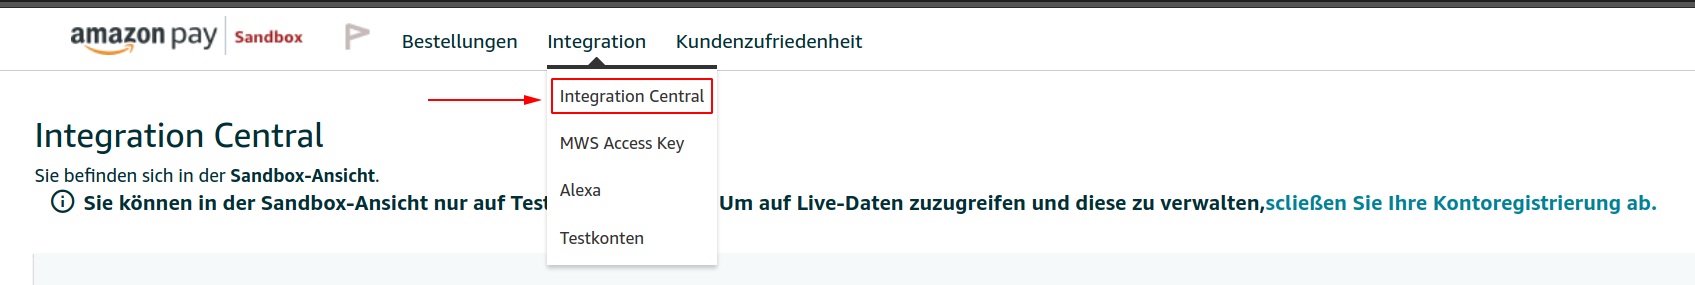 amazon pay Sandbox Bestellungen Integration Kundenzufriedenheit
Integration Central
MWS Access Key
Alexa
Testkonten
Integration Central
Sie befinden sich in der Sandbox-Ansicht.
Sie können in der Sandbox-Ansicht nur auf Test Um auf Live-Daten zuzugreifen und diese zu verwalten,scließen Sie Ihre Kontoregistrierung ab.